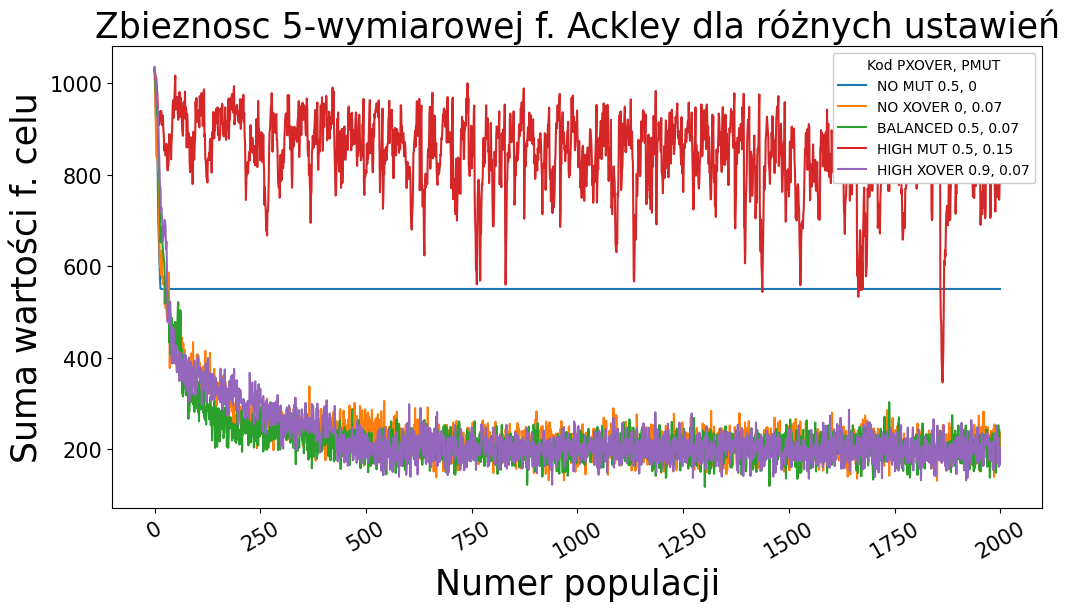 Zbieznosc 5-wymiarowej f. Ackley dla różnych ustawień
Suma wartości f. celu
1000
800
600
400
200
Kod PXOVER, PMUT
NO MUT 0.5, 0
NO XOVER 0, 0.07
BALANCED 0.5, 0.07
HIGH MUT 0.5, 0.15
HIGH XOVER 0.9, 0.07
0
250
500
750
1000
1250
1500
1750
2000
Numer populacji